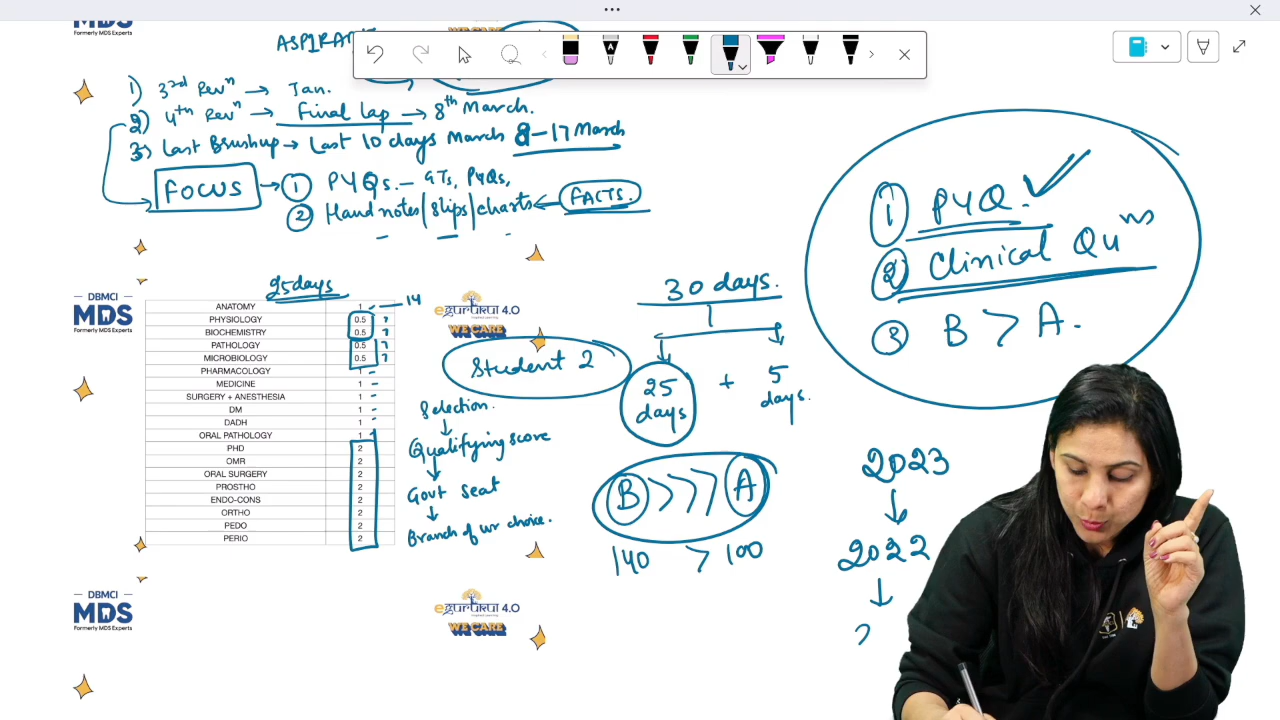 MDS
Formerly MDS Experts
1) 3rd Revn → Jan.
2) 4th Revn → Final lap → 8th March.
3) Last Brushup → Last 10 days March 8-17 March
FOCUS → 1 PYQs. – GTs, PYQs,
2 Hand notes/slips/charts ← FACTS.
1 PYQ.
2 Clinical Quns
3 B > A.
25 days
DBMCI
MDS
Formerly MDS Experts
egurukul 4.0
WE CARE
ANATOMY 1 14
PHYSIOLOGY 0.5
BIOCHEMISTRY 0.5
PATHOLOGY 0.5
MICROBIOLOGY 0.5
PHARMACOLOGY 1
MEDICINE 1
SURGERY + ANESTHESIA 1
DM 1
DADH 1
ORAL PATHOLOGY 1
PHD 2
OMR 2
ORAL SURGERY 2
PROSTHO 2
ENDO-CONS 2
ORTHO 2
PEDO 2
PERIO 2
Student 2
Selection.
↓
Qualifying score
↓
Govt Seat
↓
Branch of ur choice.
30 days.
25 days + 5 days.
B >>> A
140 > 100
2023
↓
2022
↓
DBMCI
MDS
Formerly MDS Experts
egurukul 4.0
WE CARE